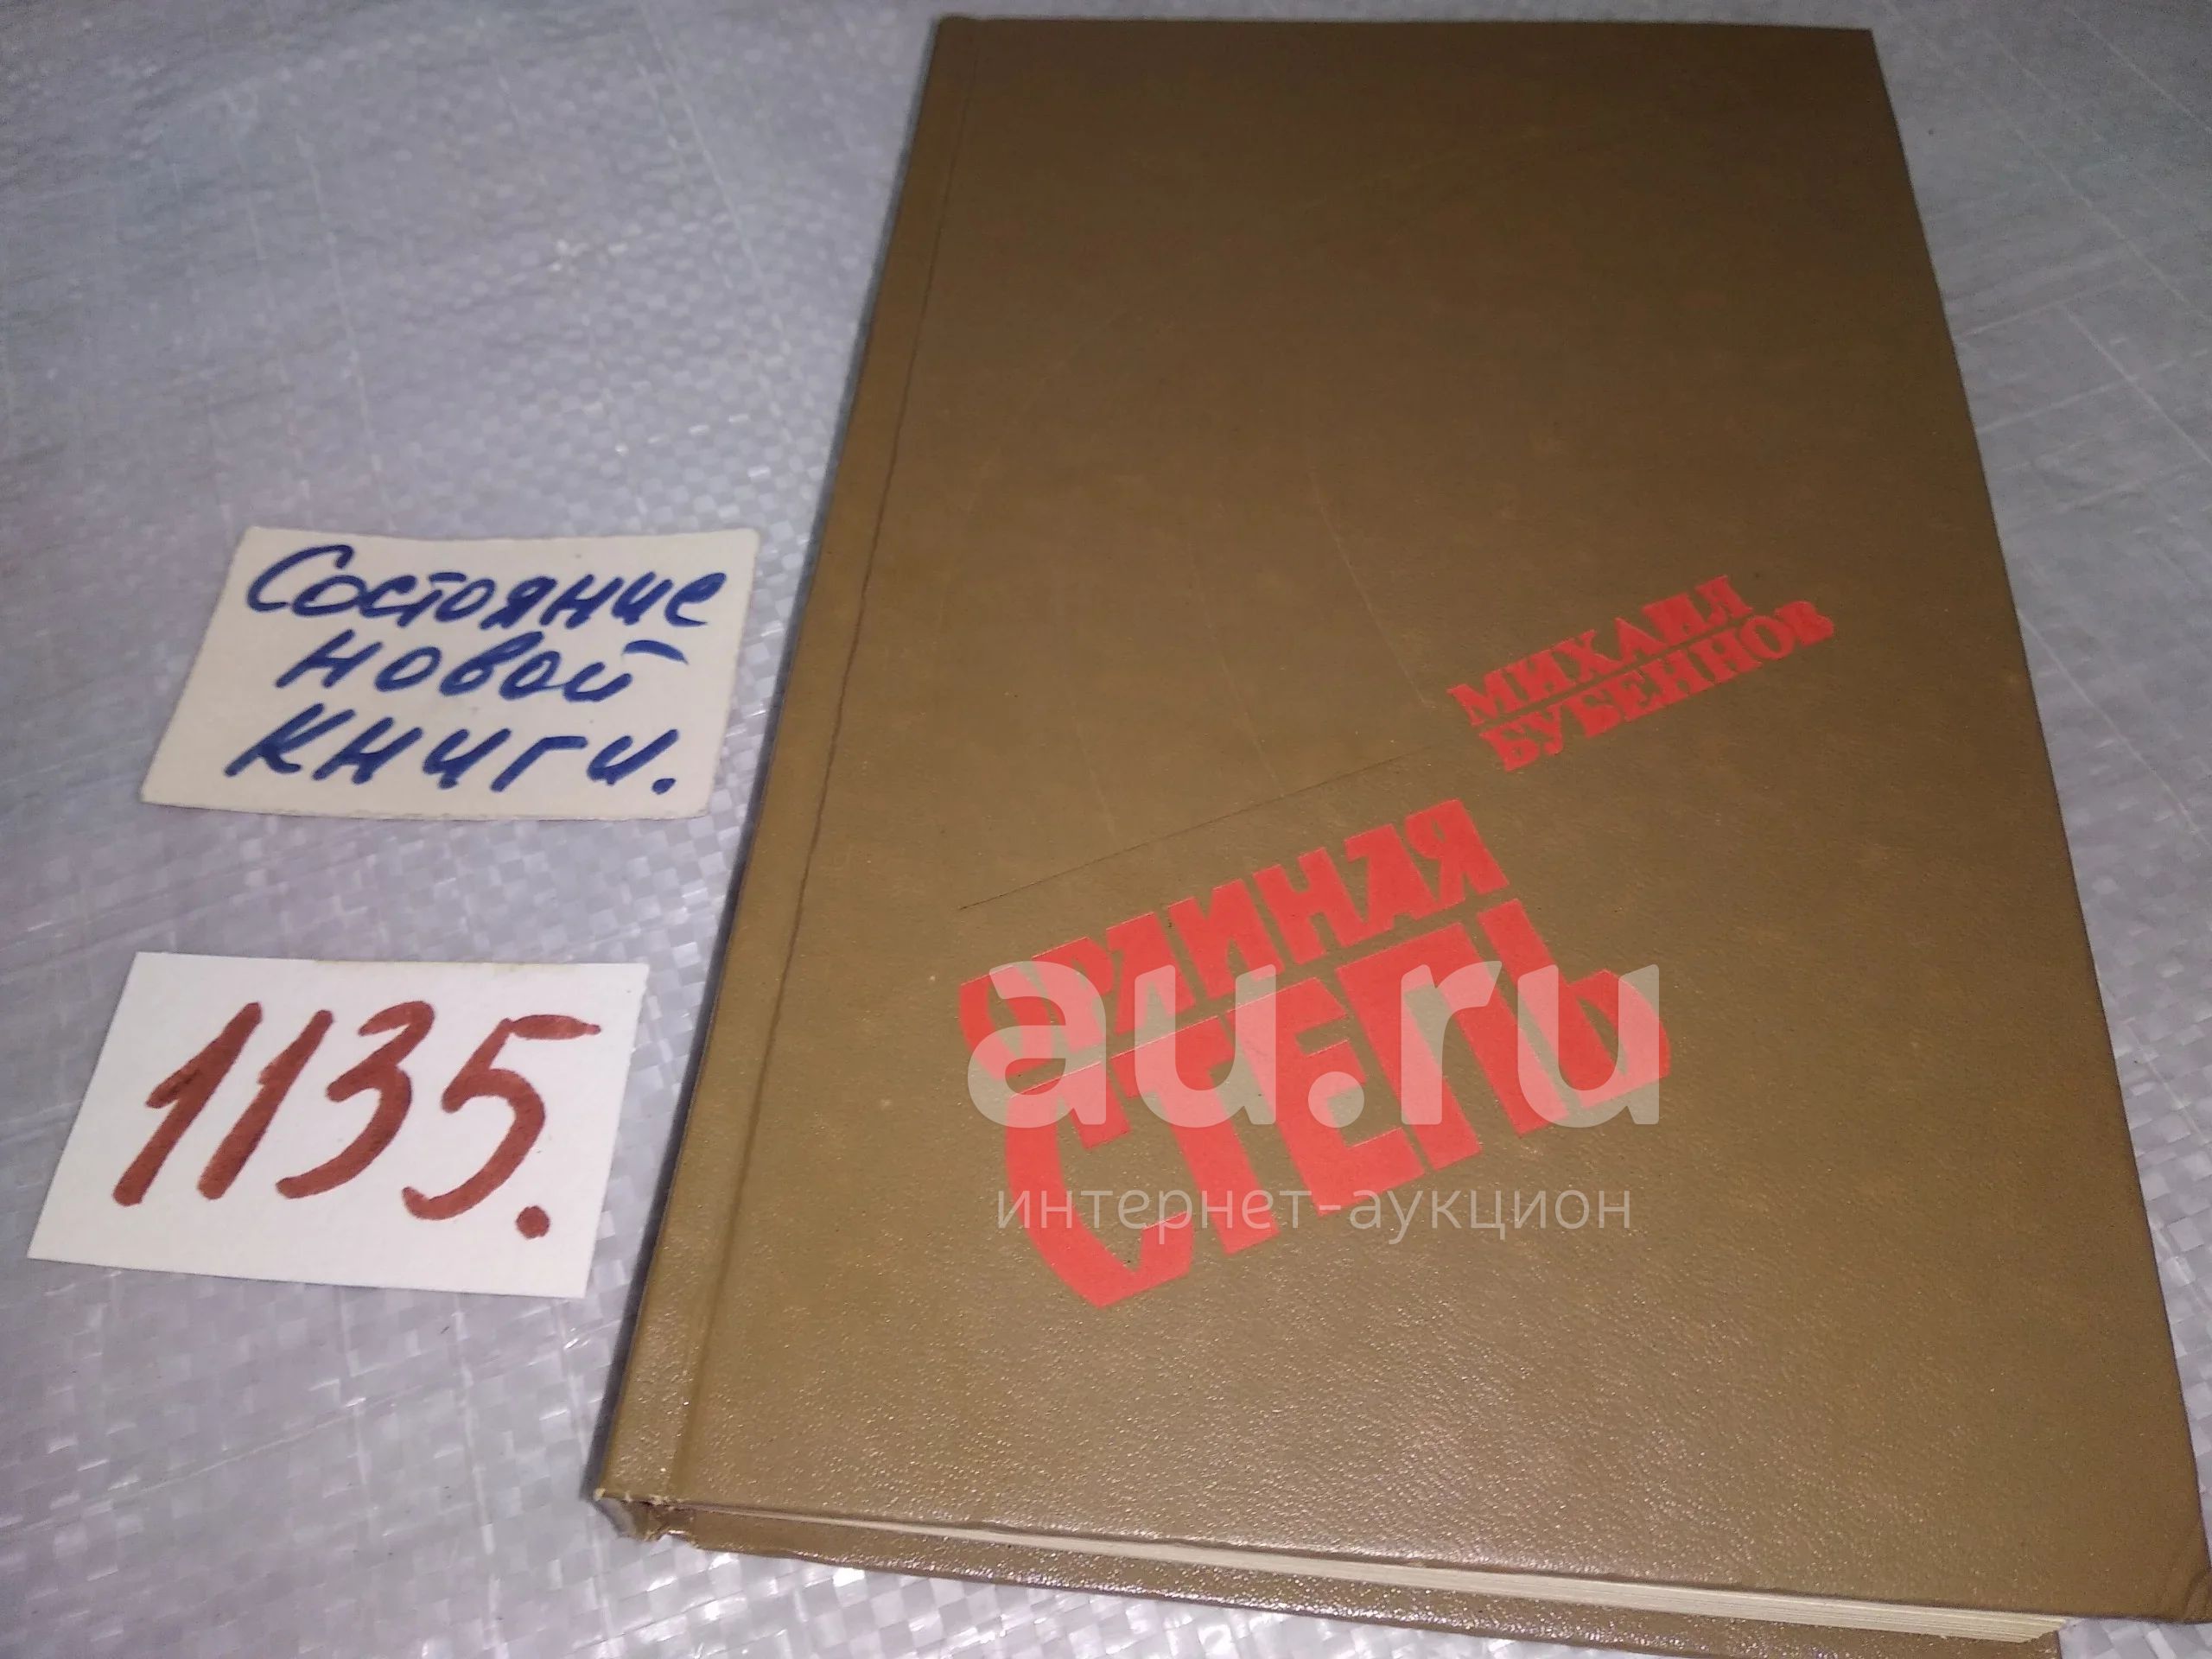 Состояние
новой
книги.
1135.
МИХАИЛ
БУБЕННОВ
ОРЛИНАЯ
СТЕПЬ
au.ru
интернет-аукцион